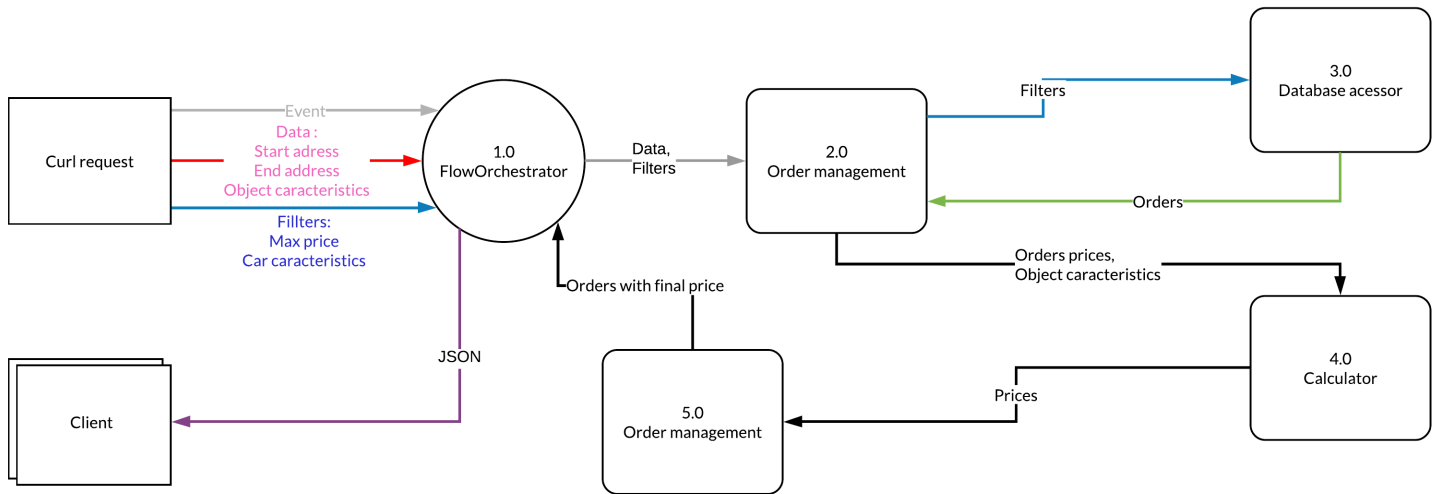 Curl request
Event
Data :
Start adress
End address
Object caracteristics
Fillters:
Max price
Car caracteristics
1.0
FlowOrchestrator
Data,
Filters
2.0
Order management
Filters
3.0
Database acessor
Orders
Orders prices,
Object caracteristics
4.0
Calculator
Prices
5.0
Order management
Orders with final price
JSON
Client